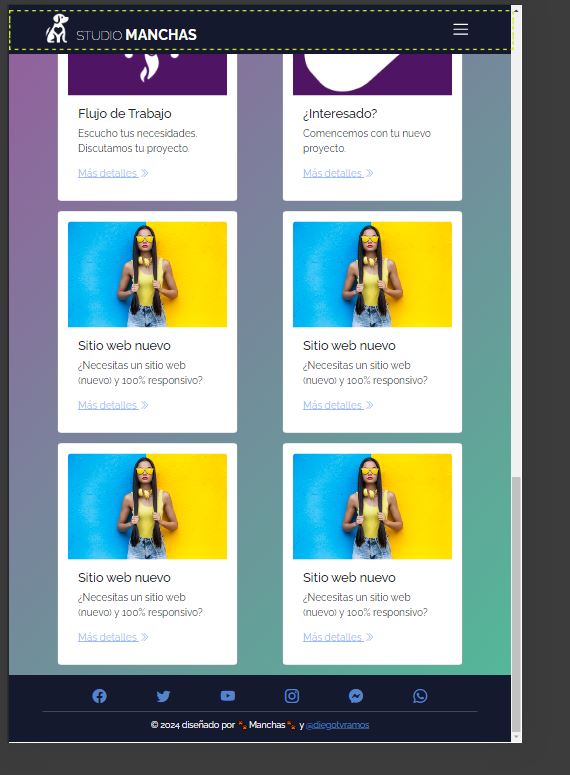 STUDIO MANCHAS
Flujo de Trabajo
Escucho tus necesidades.
Discutamos tu proyecto.
Más detalles
¿Interesado?
Comencemos con tu nuevo
proyecto.
Más detalles
Sitio web nuevo
¿Necesitas un sitio web
(nuevo) y 100% responsivo?
Más detalles
Sitio web nuevo
¿Necesitas un sitio web
(nuevo) y 100% responsivo?
Más detalles
Sitio web nuevo
¿Necesitas un sitio web
(nuevo) y 100% responsivo?
Más detalles
Sitio web nuevo
¿Necesitas un sitio web
(nuevo) y 100% responsivo?
Más detalles
© 2024 diseñado por 🐾 Manchas 🐾 y @diegotvramos